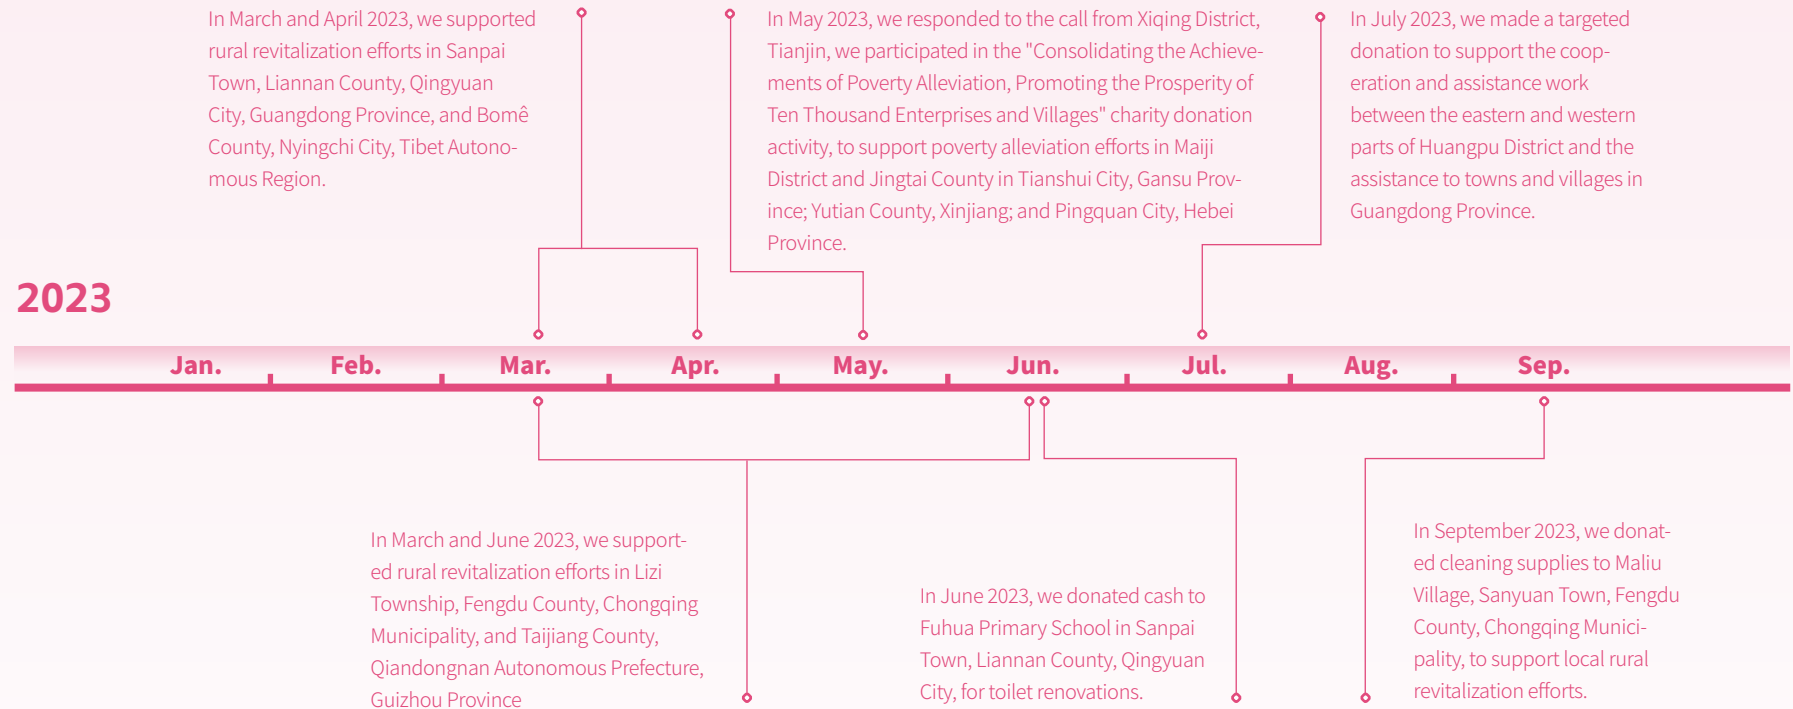 In March and April 2023, we supported
rural revitalization efforts in Sanpai
Town, Liannan County, Qingyuan
City, Guangdong Province, and Bomê
County, Nyingchi City, Tibet Autono-
mous Region.
In May 2023, we responded to the call from Xiqing District,
Tianjin, we participated in the "Consolidating the Achieve-
ments of Poverty Alleviation, Promoting the Prosperity of
Ten Thousand Enterprises and Villages" charity donation
activity, to support poverty alleviation efforts in Maiji
District and Jingtai County in Tianshui City, Gansu Prov-
ince; Yutian County, Xinjiang; and Pingquan City, Hebei
Province.
In July 2023, we made a targeted
donation to support the coop-
eration and assistance work
between the eastern and western
parts of Huangpu District and the
assistance to towns and villages in
Guangdong Province.
2023
Jan. Feb. Mar. Apr. May. Jun. Jul. Aug. Sep.
In March and June 2023, we support-
ed rural revitalization efforts in Lizi
Township, Fengdu County, Chongqing
Municipality, and Taijiang County,
Qiandongnan Autonomous Prefecture,
Guizhou Province
In June 2023, we donated cash to
Fuhua Primary School in Sanpai
Town, Liannan County, Qingyuan
City, for toilet renovations.
In September 2023, we donat-
ed cleaning supplies to Maliu
Village, Sanyuan Town, Fengdu
County, Chongqing Munici-
pality, to support local rural
revitalization efforts.